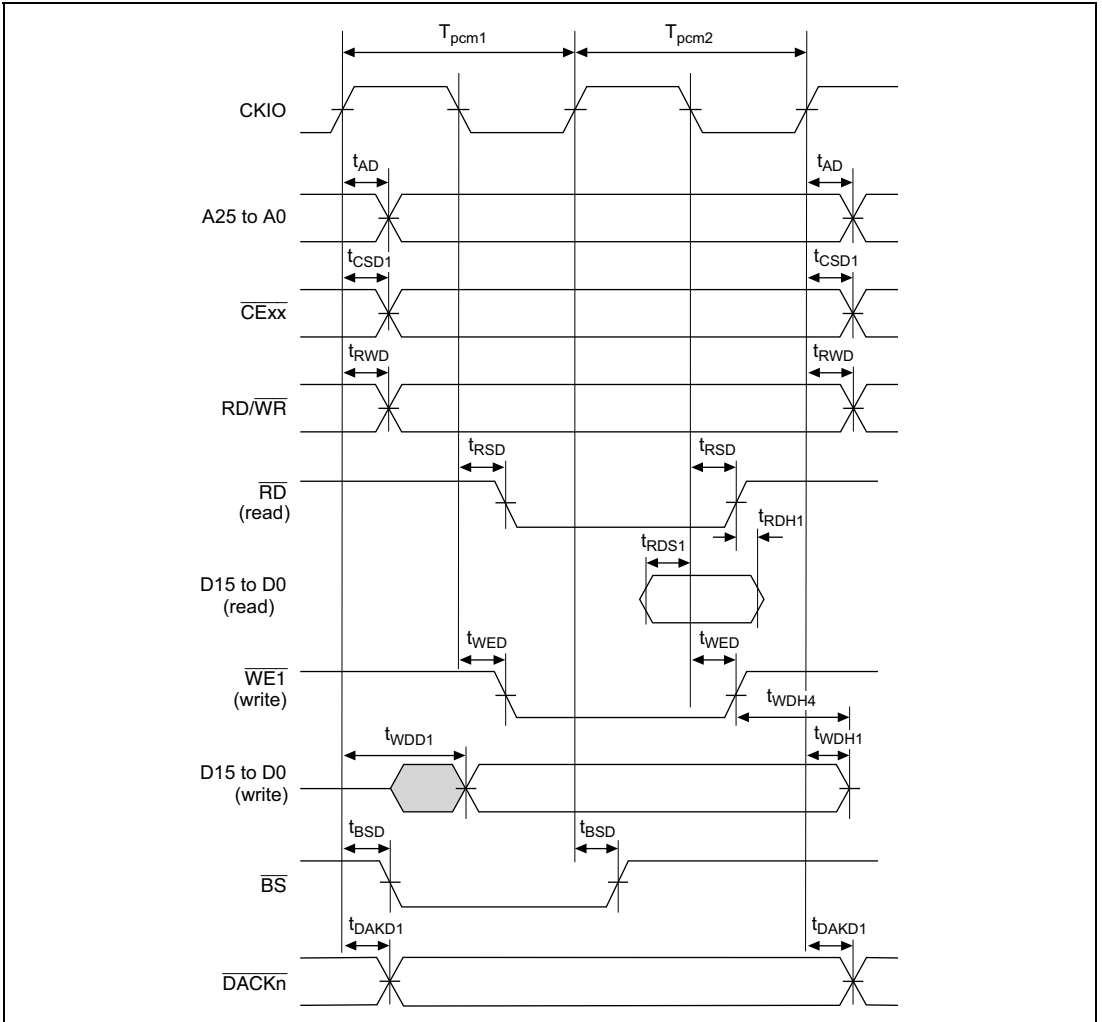 Tpcm1 Tpcm2
CKIO
tAD tAD
A25 to A0
tCSD1 tCSD1
CExx
tRWD tRWD
RD/WR
tRSD tRSD
RD
(read)
tRDH1
tRDS1
D15 to D0
(read)
tWED tWED
WE1
(write)
tWDH4
tWDD1 tWDH1
D15 to D0
(write)
tBSD tBSD
BS
tDAKD1 tDAKD1
DACKn